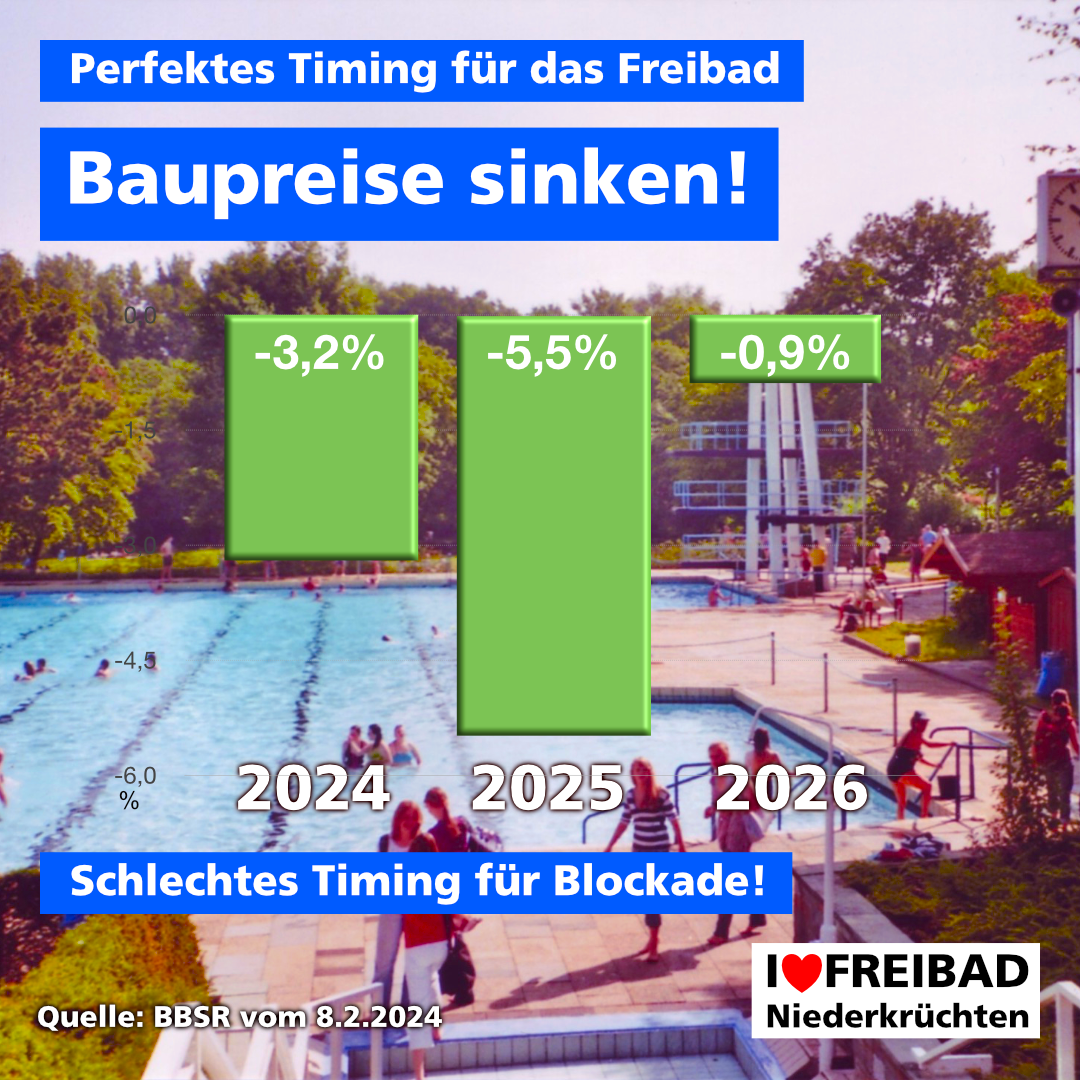 Perfektes Timing für das Freibad
Baupreise sinken!
0,0
-3,2%
-5,5%
-0,9%
-1,5
-3,0
-4,5
-6,0
%
2024
2025
2026
Schlechtes Timing für Blockade!
I❤FREIBAD
Niederkrüchten
Quelle: BBSR vom 8.2.2024